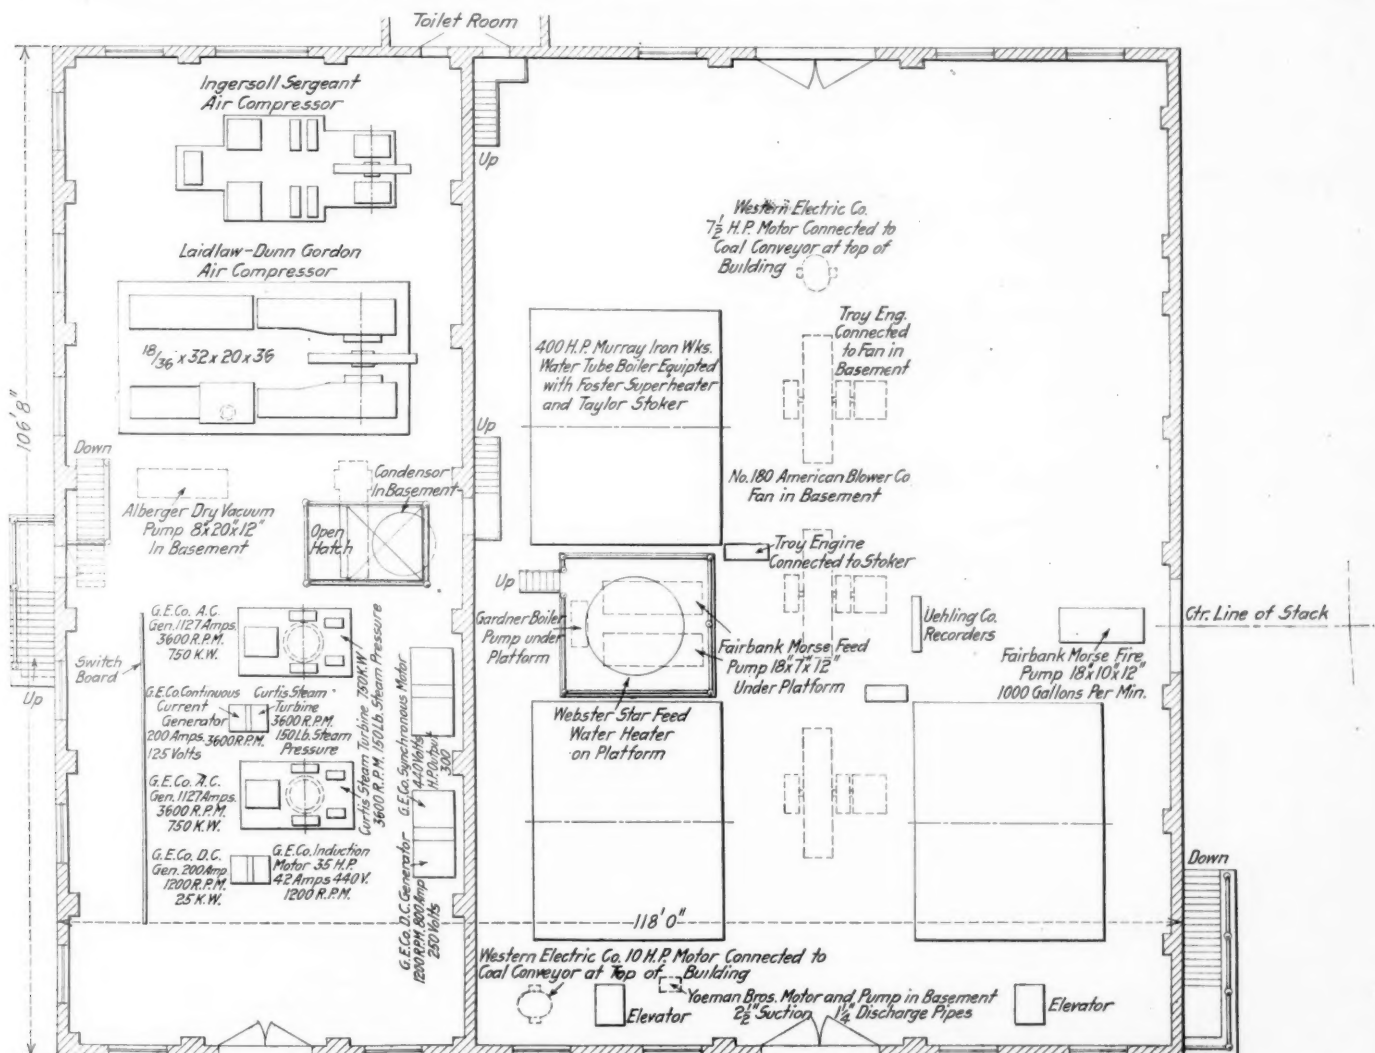 Toilet Room
Ingersoll Sergeant
Air Compressor
Up
Laidlaw-Dunn Gordon
Air Compressor
18/36 x 32 x 20 x 36
106'8"
Western Electric Co.
7½ H.P. Motor Connected to
Coal Conveyor at top of
Building
Troy Eng.
Connected
to Fan in
Basement
400 H.P. Murray Iron Wks.
Water Tube Boiler Equipted
with Foster Superheater
and Taylor Stoker
Up
Down
Condensor
In Basement
No. 180 American Blower Co
Fan in Basement
Alberger Dry Vacuum
Pump 8"x 20"x 12"
In Basement
Open
Hatch
Troy Engine
Connected to Stoker
Up
Gardner Boiler
Pump under
Platform
Uehling Co.
Recorders
Ctr. Line of Stack
Fairbank Morse Feed
Pump 18"x 7"x 12"
Under Platform
Fairbank Morse Fire
Pump 18"x 10"x 12"
1000 Gallons Per Min.
Webster Star Feed
Water Heater
on Platform
Up
Switch
Board
G.E.Co. A.C.
Gen. 1127 Amps.
3600 R.P.M.
750 K.W.
G.E.Co. Continuous
Current
Generator
200 Amps. 3600 R.P.M.
125 Volts
Curtis Steam
Turbine
3600 R.P.M.
150 Lb. Steam
Pressure
Curtis Steam Turbine 750 KW
3600 R.P.M. 150 Lb. Steam Pressure
G.E.Co. Synchronous Motor
440 Volts
H.P. Output
300
G.E.Co. A.C.
Gen. 1127 Amps.
3600 R.P.M.
750 K.W.
G.E.Co. D.C.
Gen. 200 Amp
1200 R.P.M.
25 K.W.
G.E.Co. Induction
Motor 35 H.P.
42 Amps 440 V.
1200 R.P.M.
G.E.Co. D.C. Generator
1200 R.P.M. 800 Amp
250 Volts
118'0"
Down
Western Electric Co. 10 H.P. Motor Connected to
Coal Conveyor at Top of Building
Yoeman Bros. Motor and Pump in Basement
2½" Suction 1¼" Discharge Pipes
Elevator
Elevator